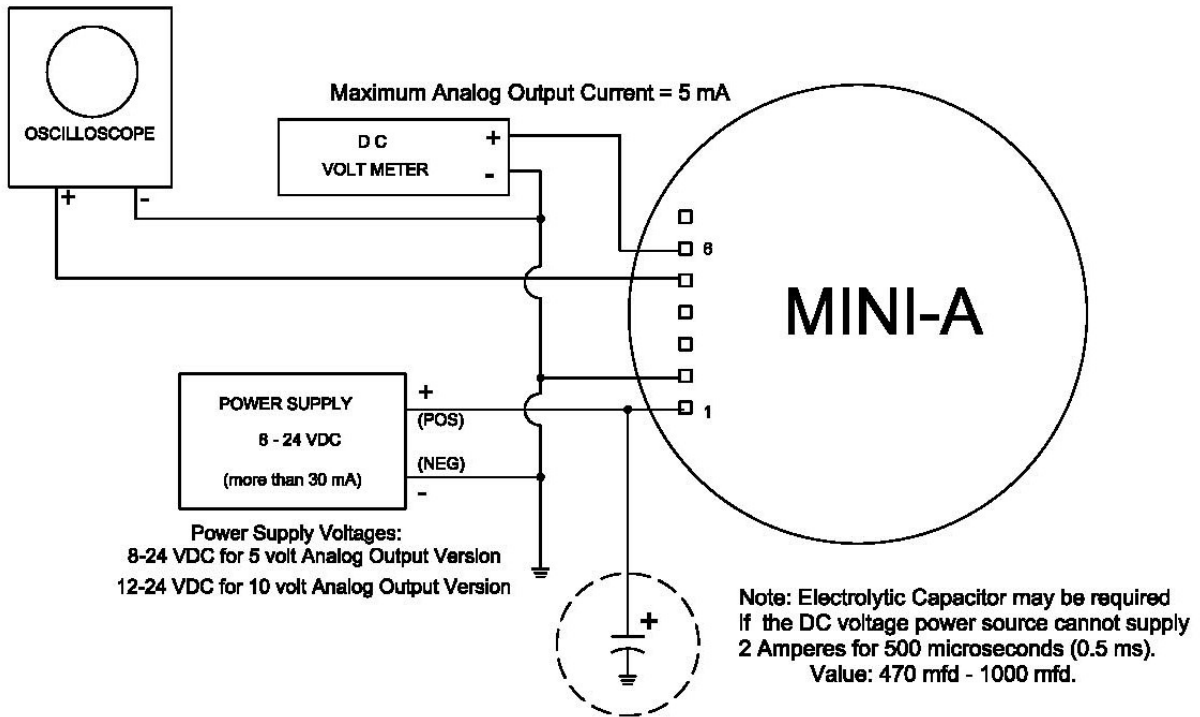 OSCILLOSCOPE
+ -
Maximum Analog Output Current = 5 mA
DC
VOLT METER
+
-
6
MINI-A
1
POWER SUPPLY
8 - 24 VDC
(more than 30 mA)
+
(POS)
(NEG)
-
Power Supply Voltages:
8-24 VDC for 5 volt Analog Output Version
12-24 VDC for 10 volt Analog Output Version
+
Note: Electrolytic Capacitor may be required
If the DC voltage power source cannot supply
2 Amperes for 500 microseconds (0.5 ms).
Value: 470 mfd - 1000 mfd.